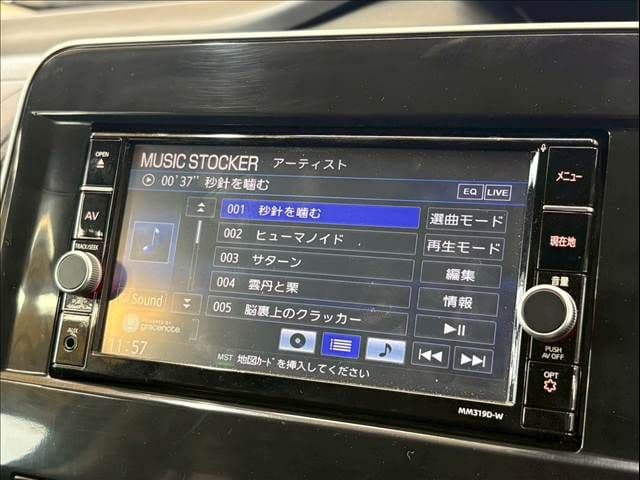 OPEN
MUSIC STOCKER アーティスト
00'37" 秒針を噛む
EQ LIVE
メニュー
AV
001 秒針を噛む
選曲モード
002 ヒューマノイド
再生モード
現在地
TRACK/SEEK
003 サターン
編集
音量
004 雲丹と栗
情報
Sound
005 脳裏上のクラッカー
POWERED BY
gracenote
AUX
PUSH
AV OFF
11:57
MST 地図ｶｰﾄﾞを挿入してください
OPT
MM319D-W